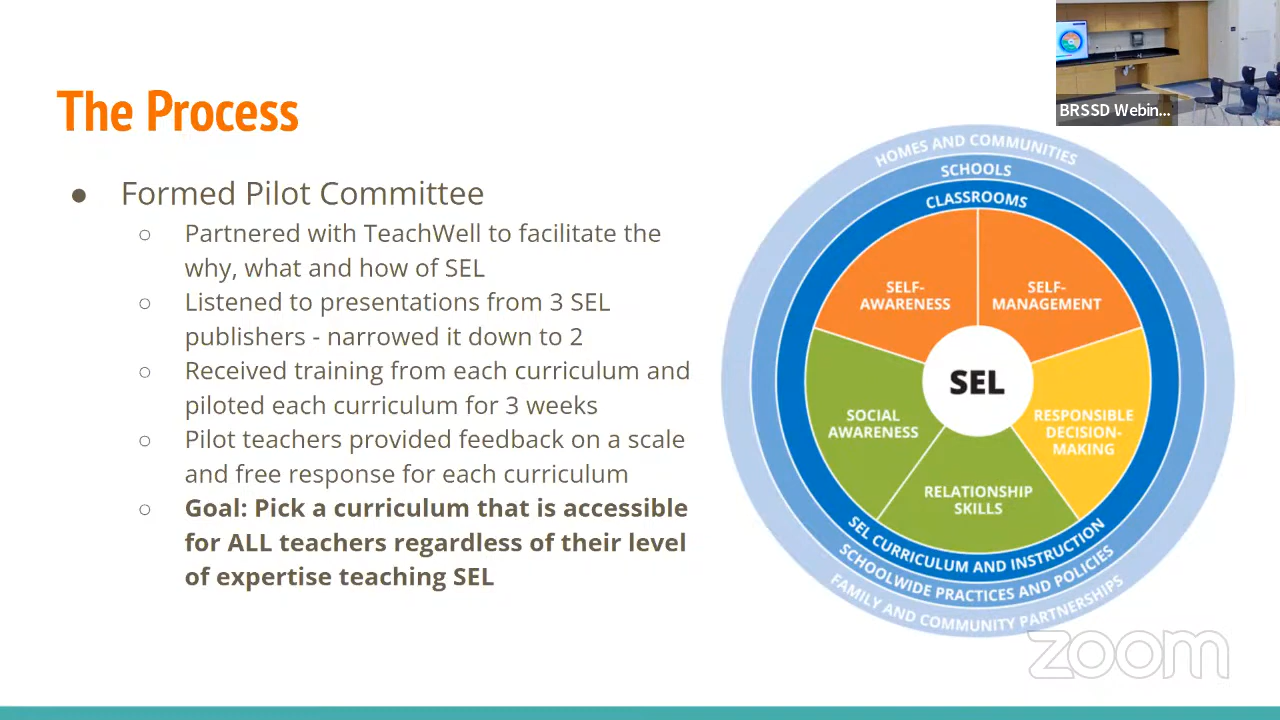 The Process
● Formed Pilot Committee
○ Partnered with TeachWell to facilitate the
why, what and how of SEL
○ Listened to presentations from 3 SEL
publishers - narrowed it down to 2
○ Received training from each curriculum and
piloted each curriculum for 3 weeks
○ Pilot teachers provided feedback on a scale
and free response for each curriculum
○ Goal: Pick a curriculum that is accessible
for ALL teachers regardless of their level
of expertise teaching SEL
BRSSD Webin...
HOMES AND COMMUNITIES
SCHOOLS
CLASSROOMS
SELF-
AWARENESS
SELF-
MANAGEMENT
SEL
SOCIAL
AWARENESS
RESPONSIBLE
DECISION-
MAKING
RELATIONSHIP
SKILLS
SEL CURRICULUM AND INSTRUCTION
SCHOOLWIDE PRACTICES AND POLICIES
FAMILY AND COMMUNITY PARTNERSHIPS
zoom